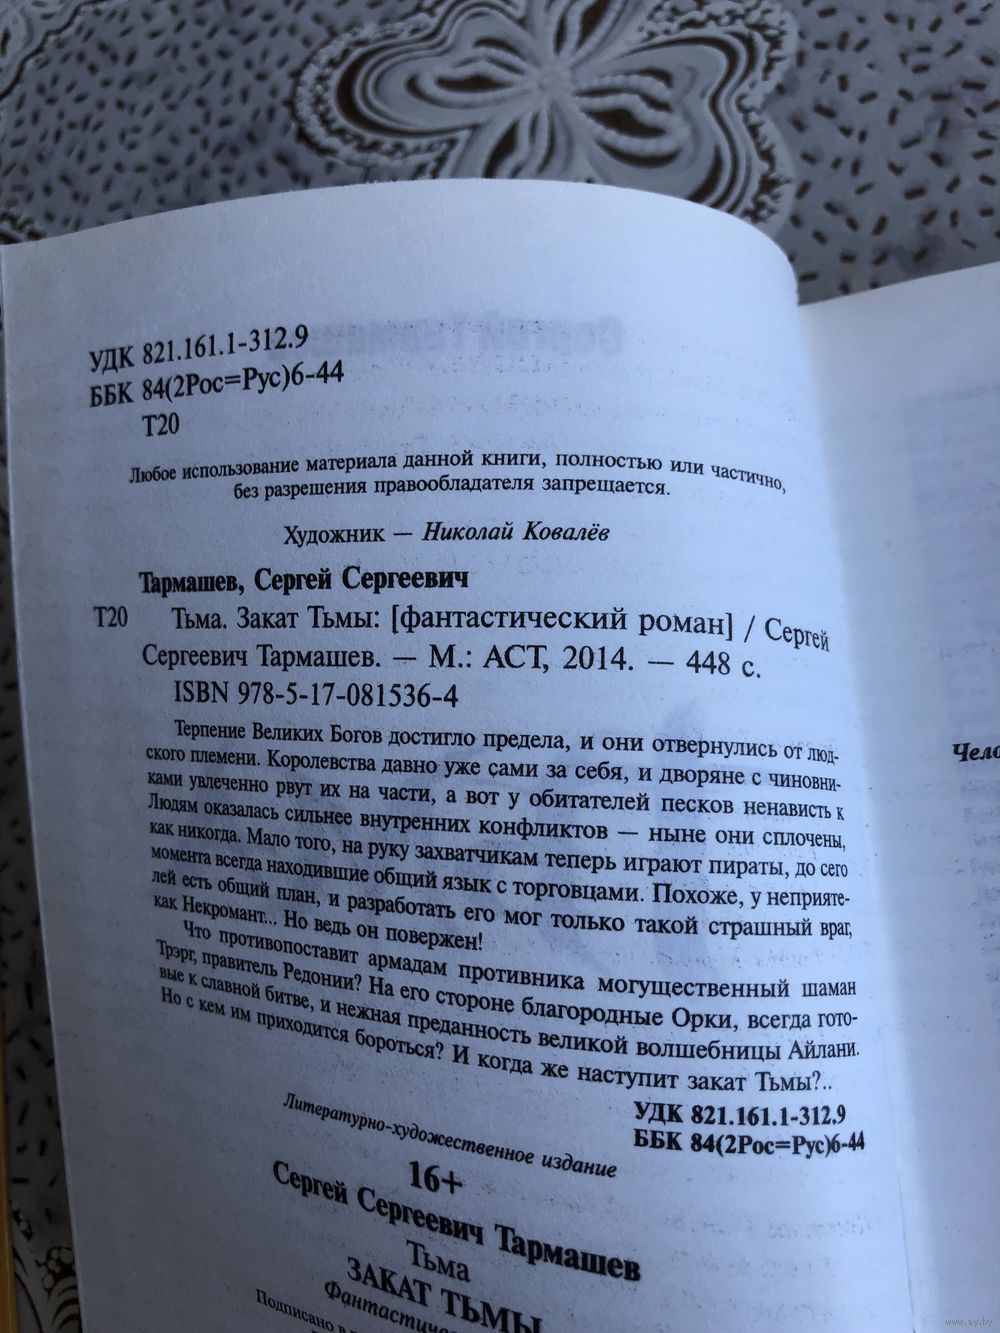 УДК 821.161.1-312.9
ББК 84(2Рос=Рус)6-44
Т20
Любое использование материала данной книги, полностью или частично,
без разрешения правообладателя запрещается.
Художник — Николай Ковалёв
Тармашев, Сергей Сергеевич
Т20 Тьма. Закат Тьмы: [фантастический роман] / Сергей
Сергеевич Тармашев. — М.: АСТ, 2014. — 448 с.
ISBN 978-5-17-081536-4
Терпение Великих Богов достигло предела, и они отвернулись от люд-
ского племени. Королевства давно уже сами за себя, и дворяне с чиновни-
ками увлеченно рвут их на части, а вот у обитателей песков ненависть к
Людям оказалась сильнее внутренних конфликтов — ныне они сплочены,
как никогда. Мало того, на руку захватчикам теперь играют пираты, до сего
момента всегда находившие общий язык с торговцами. Похоже, у неприяте-
лей есть общий план, и разработать его мог только такой страшный враг,
как Некромант... Но ведь он повержен!
Что противопоставит армадам противника могущественный шаман
Трэрг, правитель Редонии? На его стороне благородные Орки, всегда гото-
вые к славной битве, и нежная преданность великой волшебницы Айлани.
Но с кем им приходится бороться? И когда же наступит закат Тьмы?..
УДК 821.161.1-312.9
ББК 84(2Рос=Рус)6-44
Литературно-художественное издание
16+
Сергей Сергеевич Тармашев
Тьма
ЗАКАТ ТЬМЫ
Фантастичес
Подписано в
Чело
www.ay.by